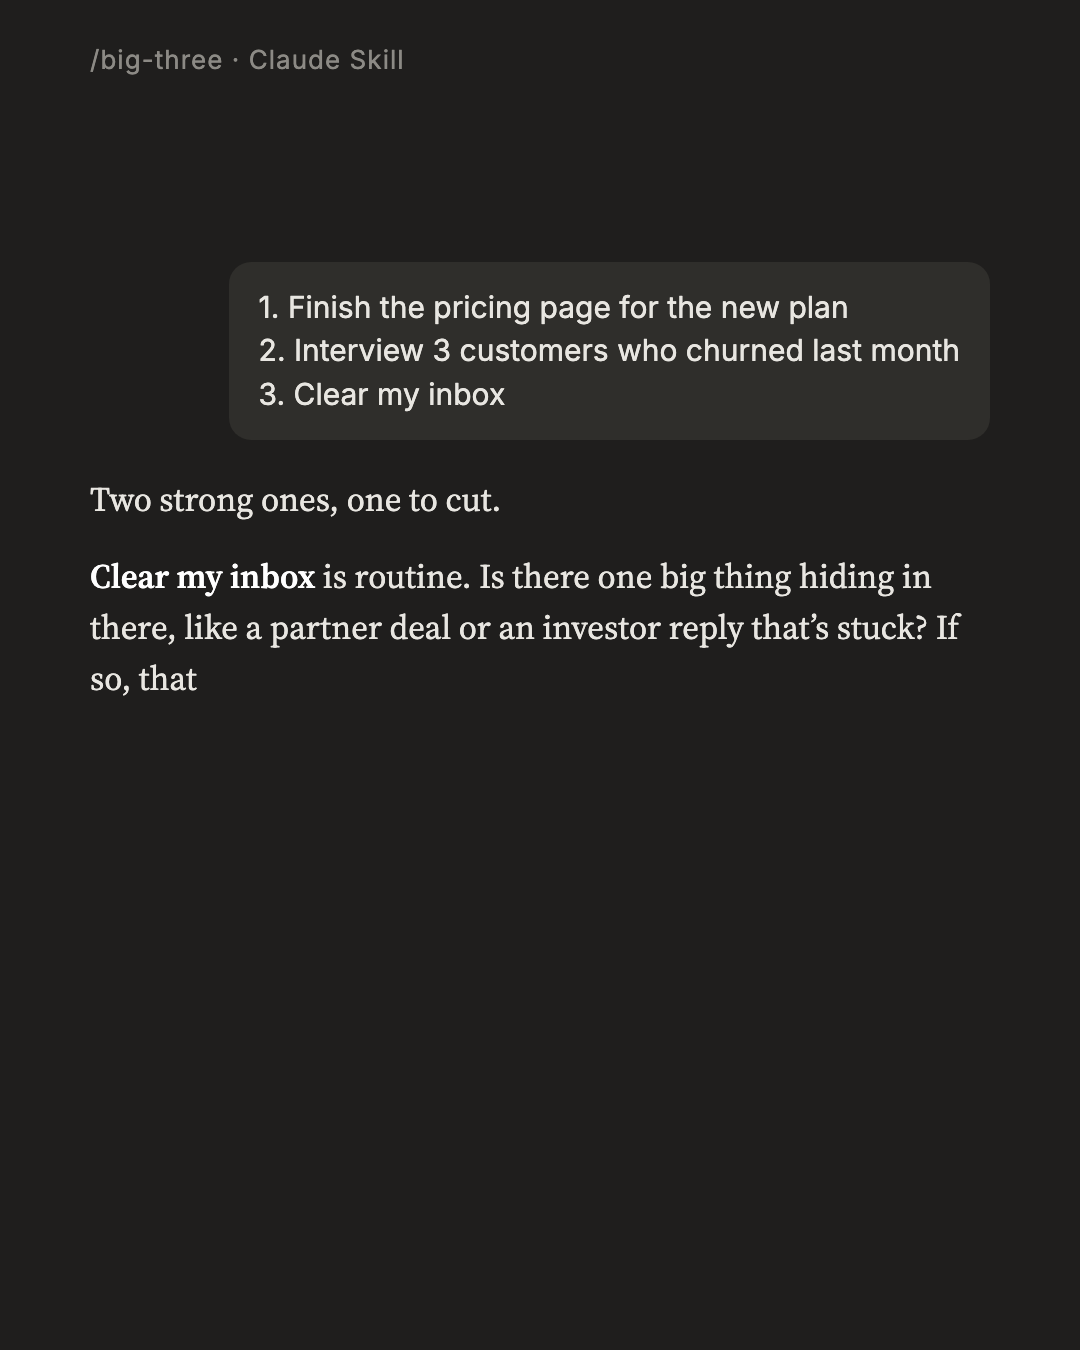 /big-three · Claude Skill
1. Finish the pricing page for the new plan
2. Interview 3 customers who churned last month
3. Clear my inbox
Two strong ones, one to cut.
Clear my inbox is routine. Is there one big thing hiding in
there, like a partner deal or an investor reply that’s stuck? If
so, that